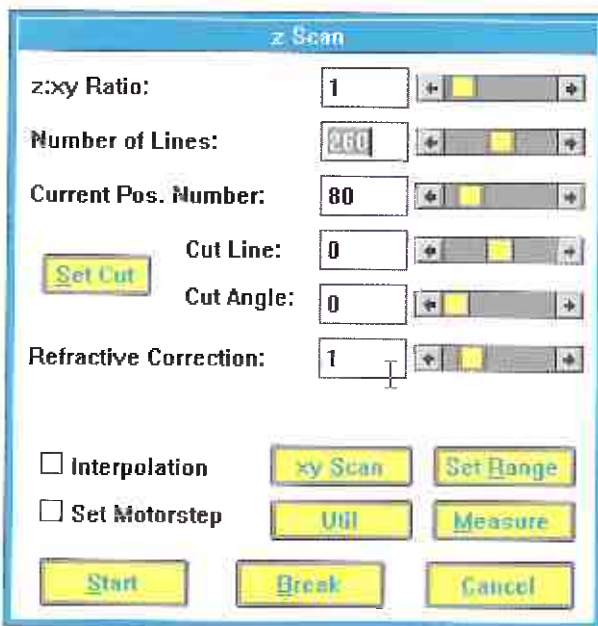 z Scan
z:xy Ratio: 1
Number of Lines: 260
Current Pos. Number: 80
Cut Line: 0
Set Cut
Cut Angle: 0
Refractive Correction: 1
Interpolation xy Scan Set Range
Set Motorstep Util Measure
Start Break Cancel